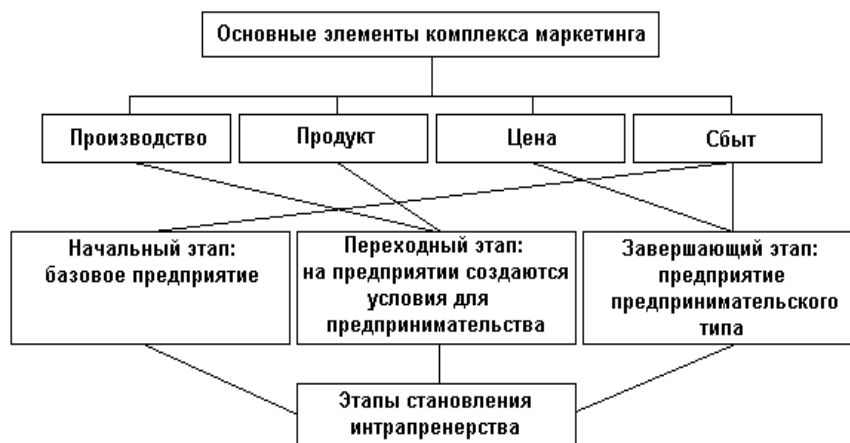 Основные элементы комплекса маркетинга
Производство
Продукт
Цена
Сбыт
Начальный этап:
базовое предприятие
Переходный этап:
на предприятии создаются
условия для
предпринимательства
Завершающий этап:
предприятие
предпринимательского
типа
Этапы становления
интрапренерства